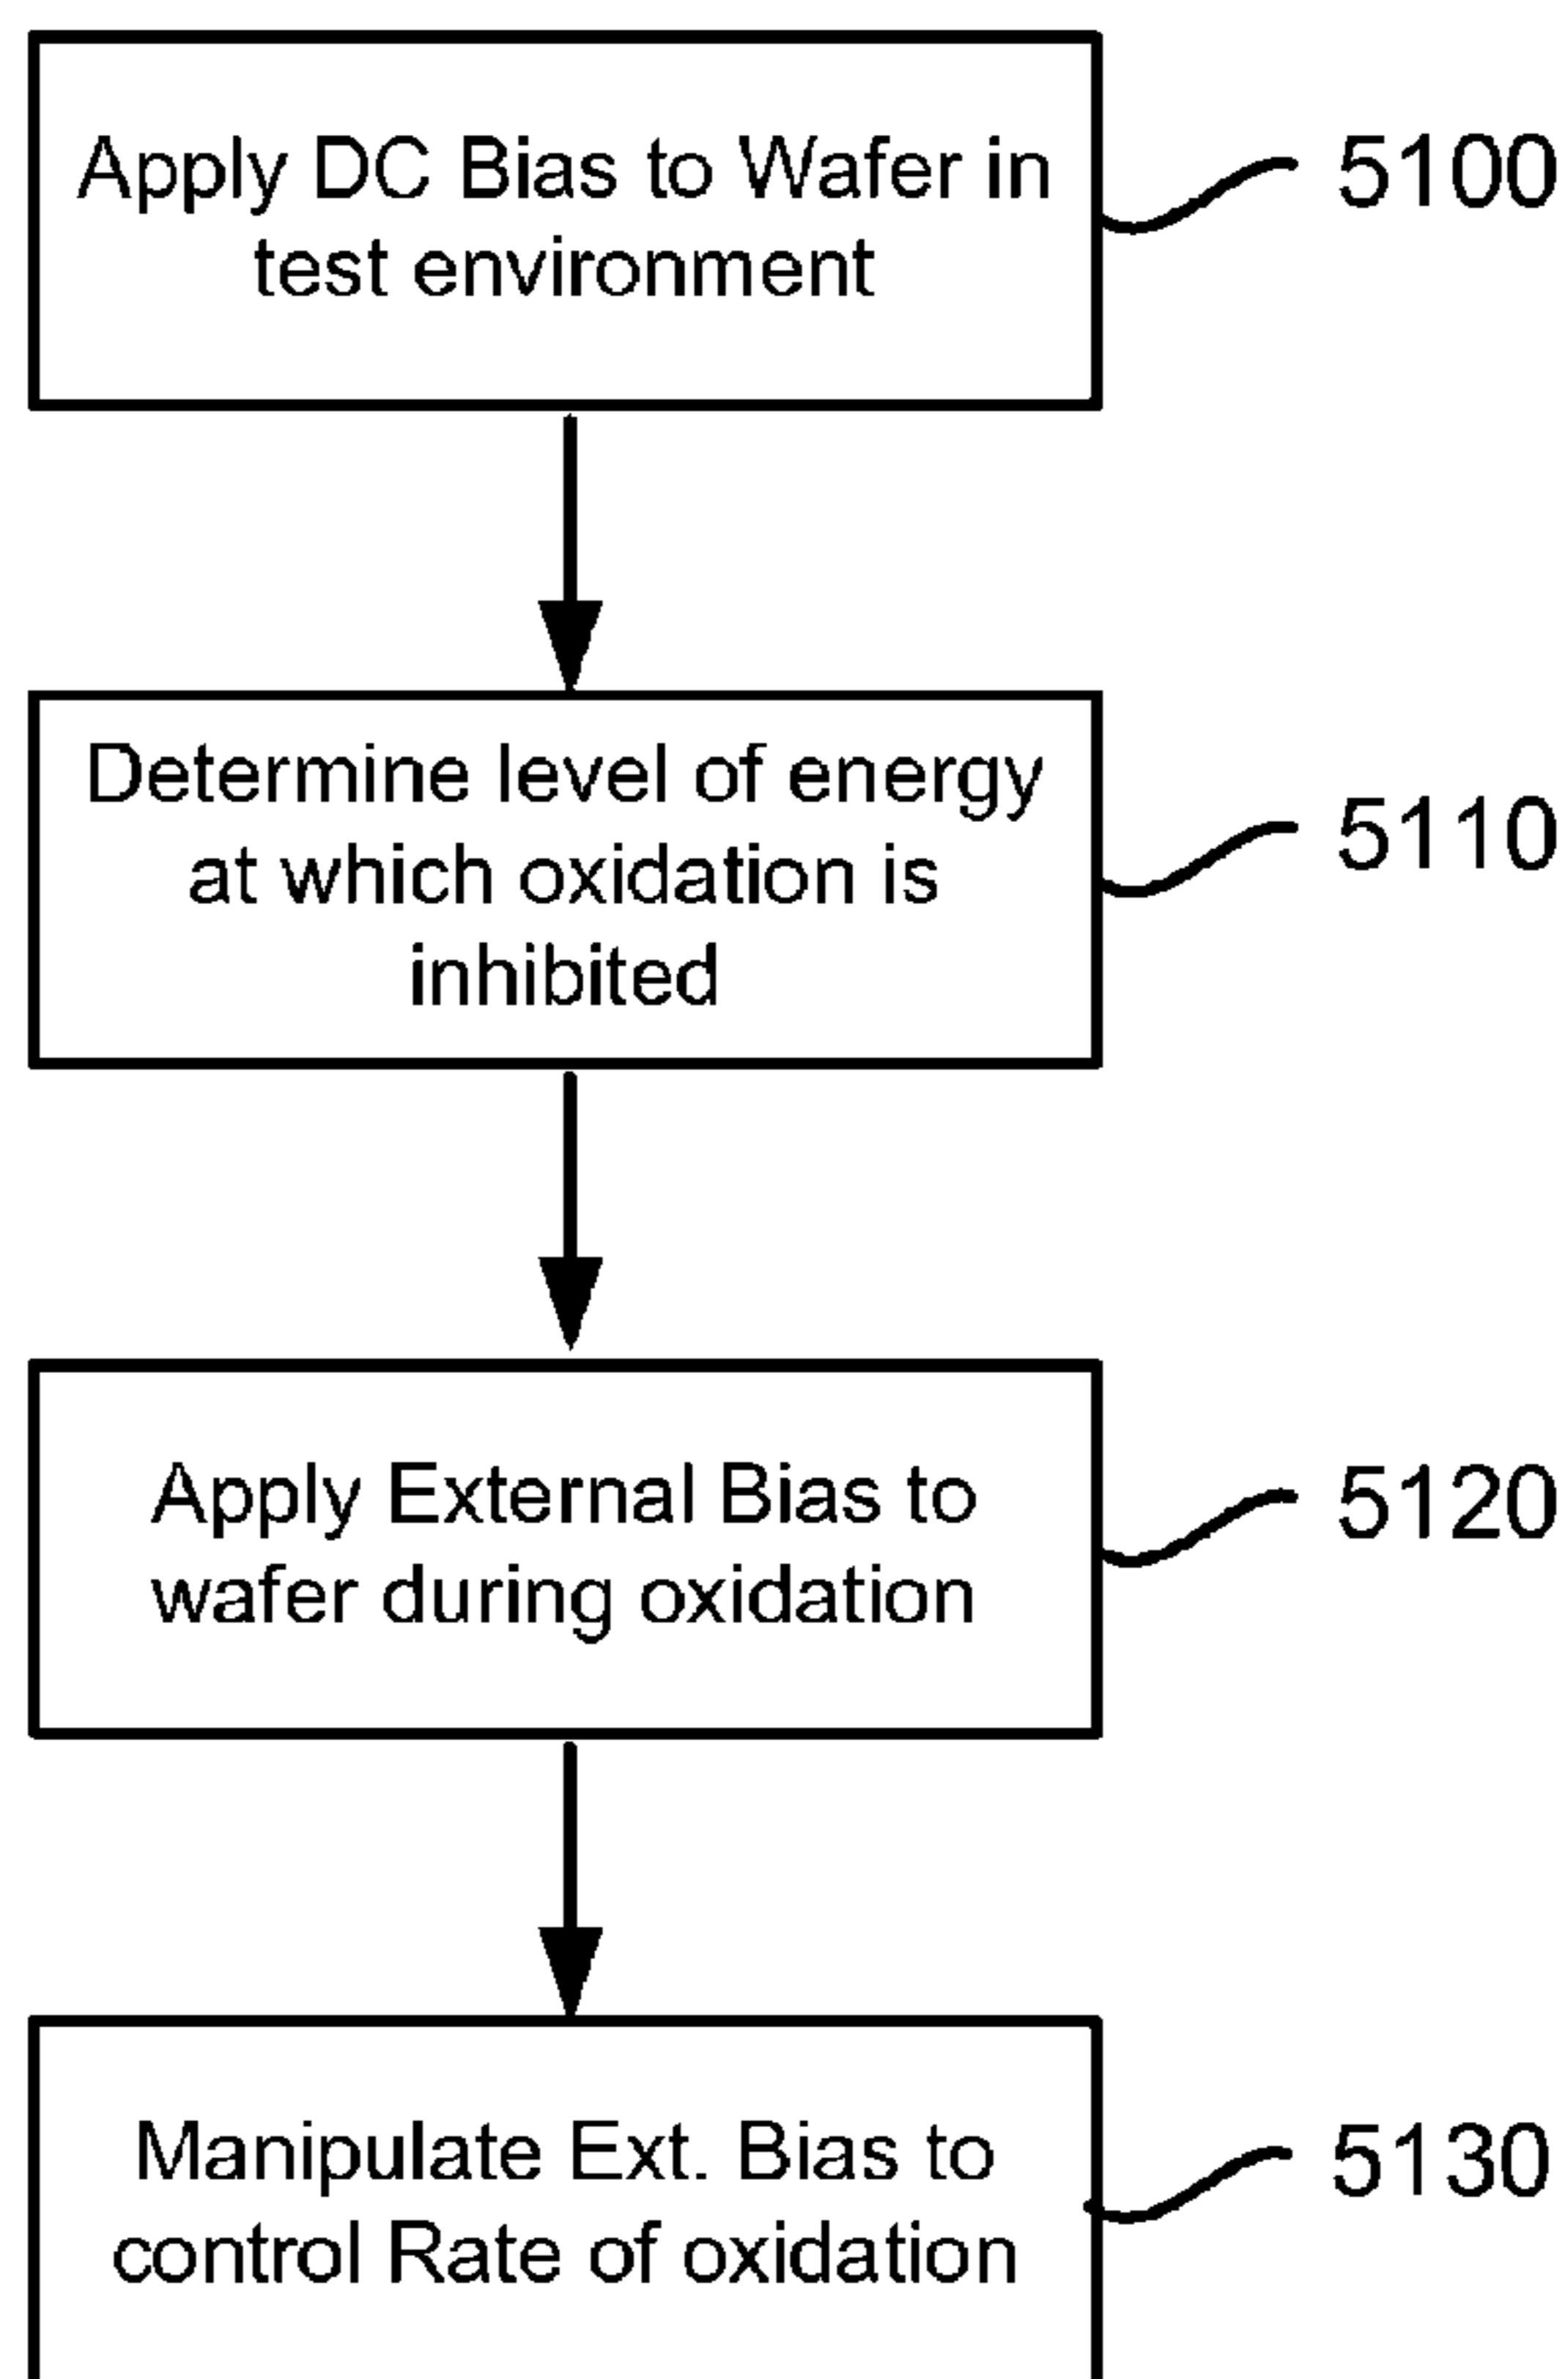 Apply DC Bias to Wafer in
test environment
5100
Determine level of energy
at which oxidation is
inhibited
5110
Apply External Bias to
wafer during oxidation
5120
Manipulate Ext. Bias to
control Rate of oxidation
5130